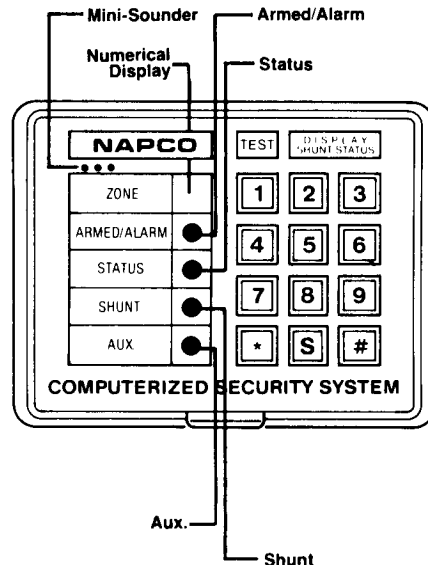 Mini-Sounder
Armed/Alarm
Numerical
Display
Status
NAPCO
TEST
DISPLAY
SHUNT STATUS
ZONE
1 2 3
ARMED/ALARM
4 5 6
STATUS
SHUNT
7 8 9
AUX.
* S #
COMPUTERIZED SECURITY SYSTEM
Aux.
Shunt